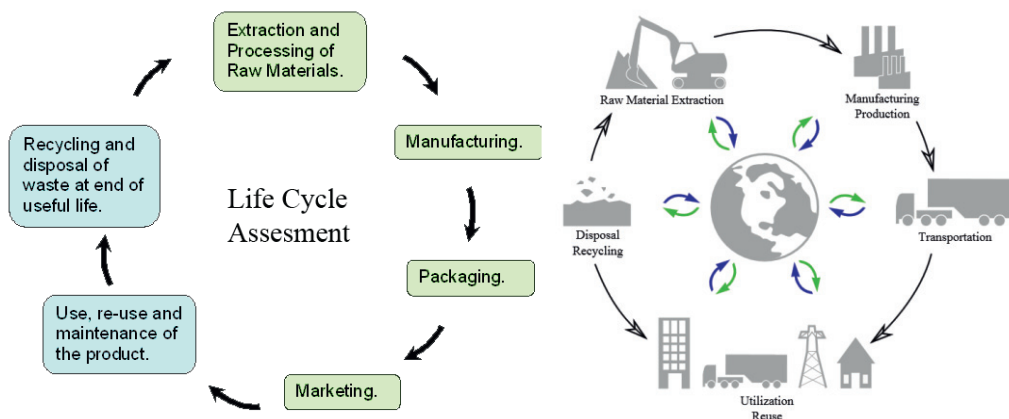 Extraction and
Processing of
Raw Materials.
Manufacturing.
Packaging.
Marketing.
Use, re-use and
maintenance of
the product.
Recycling and
disposal of
waste at end of
useful life.
Life Cycle
Assesment
Raw Material Extraction
Manufacturing
Production
Transportation
Utilization
Reuse
Disposal
Recycling